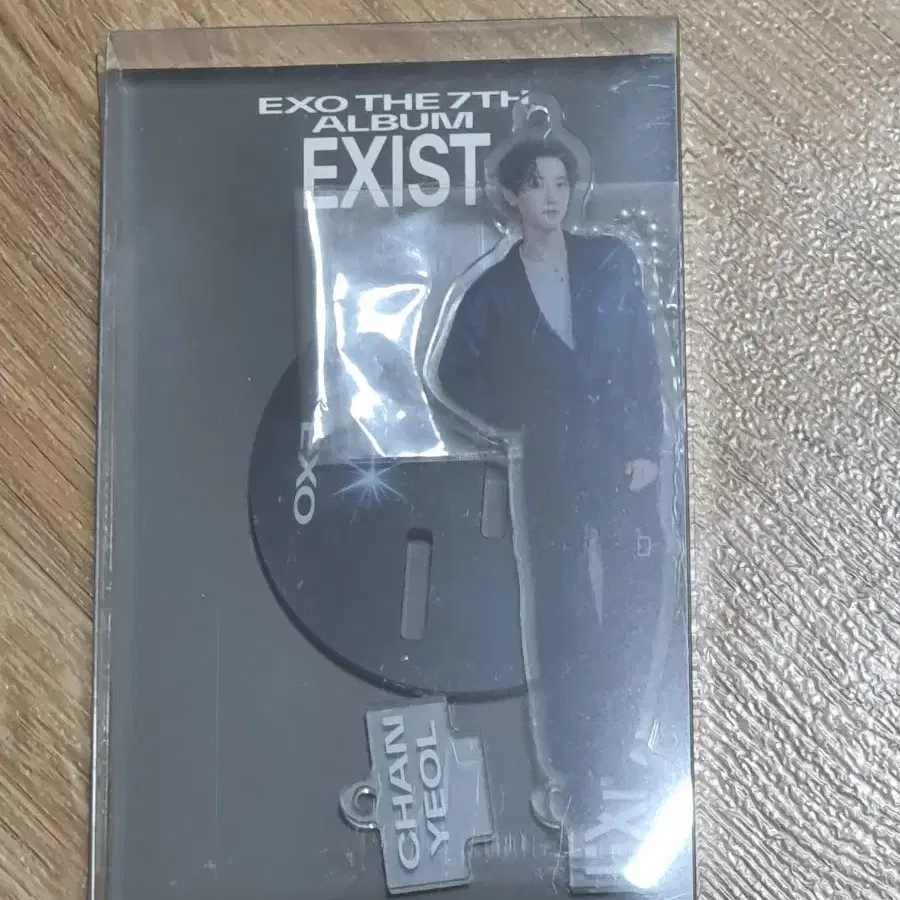 EXO THE 7TH
ALBUM
EXIST
EXO
CHAN
YEOL